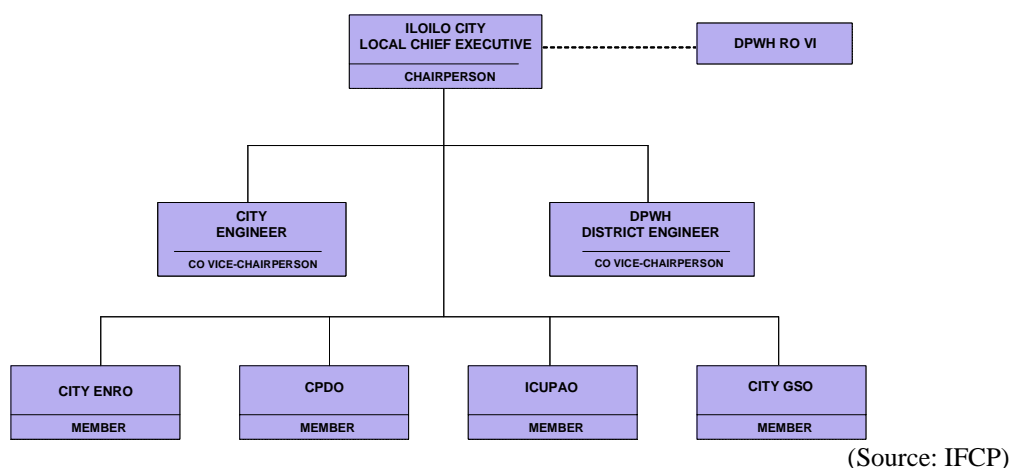 ILOILO CITY
LOCAL CHIEF EXECUTIVE
CHAIRPERSON
DPWH RO VI
CITY
ENGINEER
CO VICE-CHAIRPERSON
DPWH
DISTRICT ENGINEER
CO VICE-CHAIRPERSON
CITY ENRO
MEMBER
CPDO
MEMBER
ICUPAO
MEMBER
CITY GSO
MEMBER
(Source: IFCP)